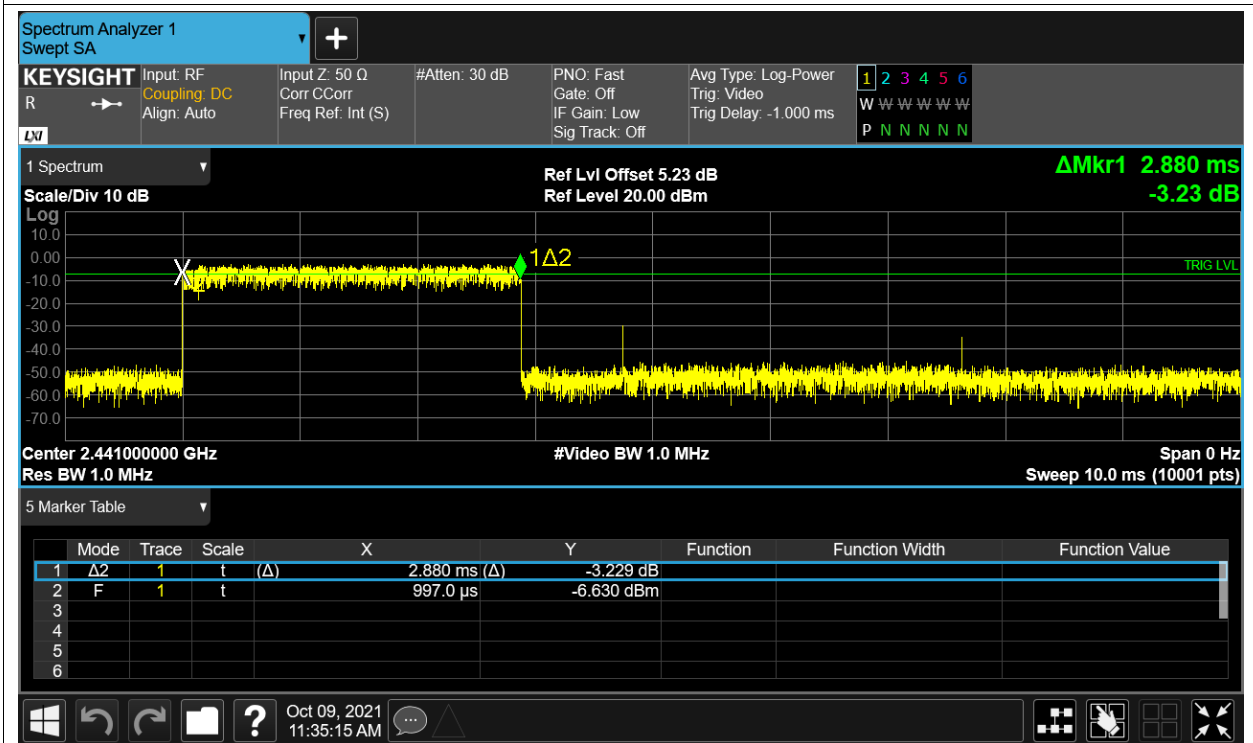 Spectrum Analyzer 1
Swept SA
KEYSIGHT Input: RF Input Z: 50 Ω #Atten: 30 dB PNO: Fast Avg Type: Log-Power 1 2 3 4 5 6
R Coupling: DC Corr CCorr Gate: Off Trig: Video W W W W W W
Align: Auto Freq Ref: Int (S) IF Gain: Low Trig Delay: -1.000 ms
LXI Sig Track: Off P N N N N N
1 Spectrum Ref Lvl Offset 5.23 dB ΔMkr1 2.880 ms
Scale/Div 10 dB Ref Level 20.00 dBm -3.23 dB
Log
10.0
0.00 1Δ2
TRIG LVL
-10.0
-20.0
-30.0
-40.0
-50.0
-60.0
-70.0
Center 2.441000000 GHz #Video BW 1.0 MHz Span 0 Hz
Res BW 1.0 MHz Sweep 10.0 ms (10001 pts)
5 Marker Table
Mode Trace Scale X Y Function Function Width Function Value
1 Δ2 1 t (Δ) 2.880 ms (Δ) -3.229 dB
2 F 1 t 997.0 µs -6.630 dBm
3
4
5
6
? Oct 09, 2021
11:35:15 AM